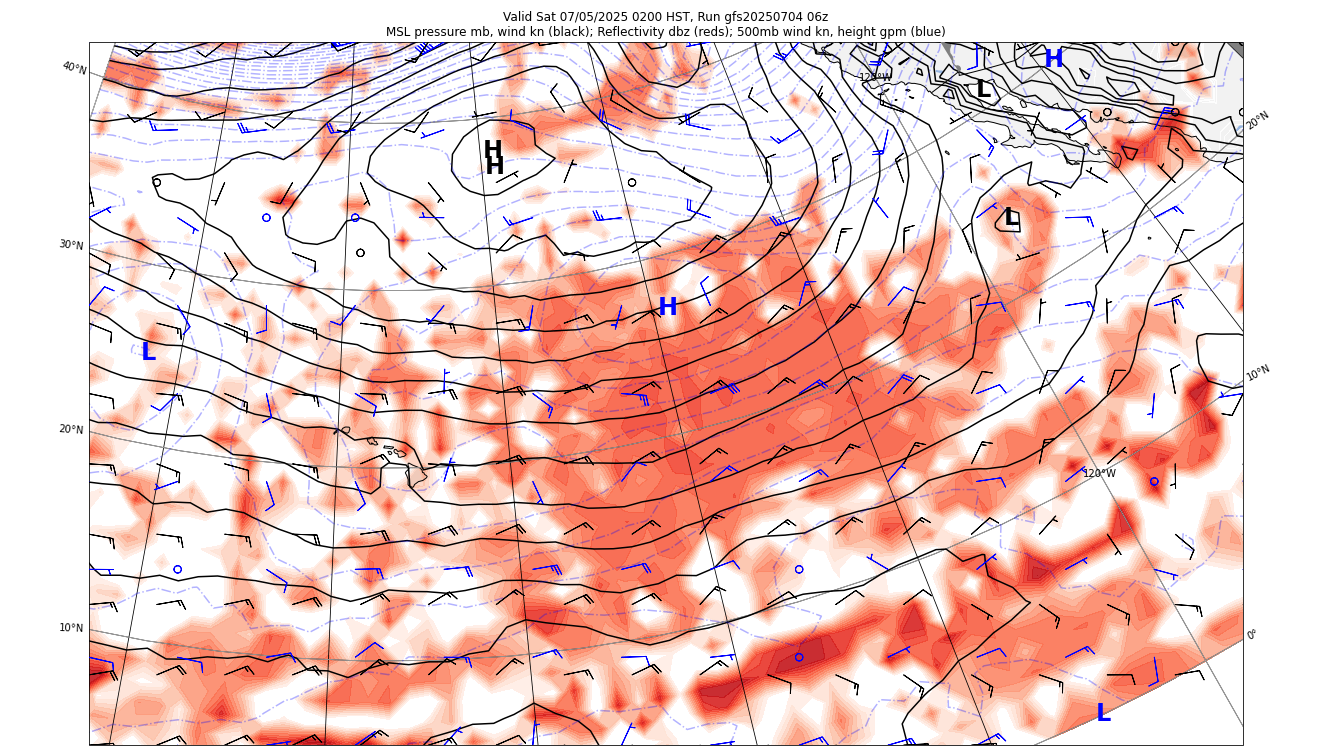 Valid Sat 07/05/2025 0200 HST, Run gfs20250704 06z
MSL pressure mb, wind kn (black); Reflectivity dbz (reds); 500mb wind kn, height gpm (blue)
H
40°N
120°W
L
20°N
H
H
L
30°N
H
L
10°N
20°N
120°W
10°N
0°
L